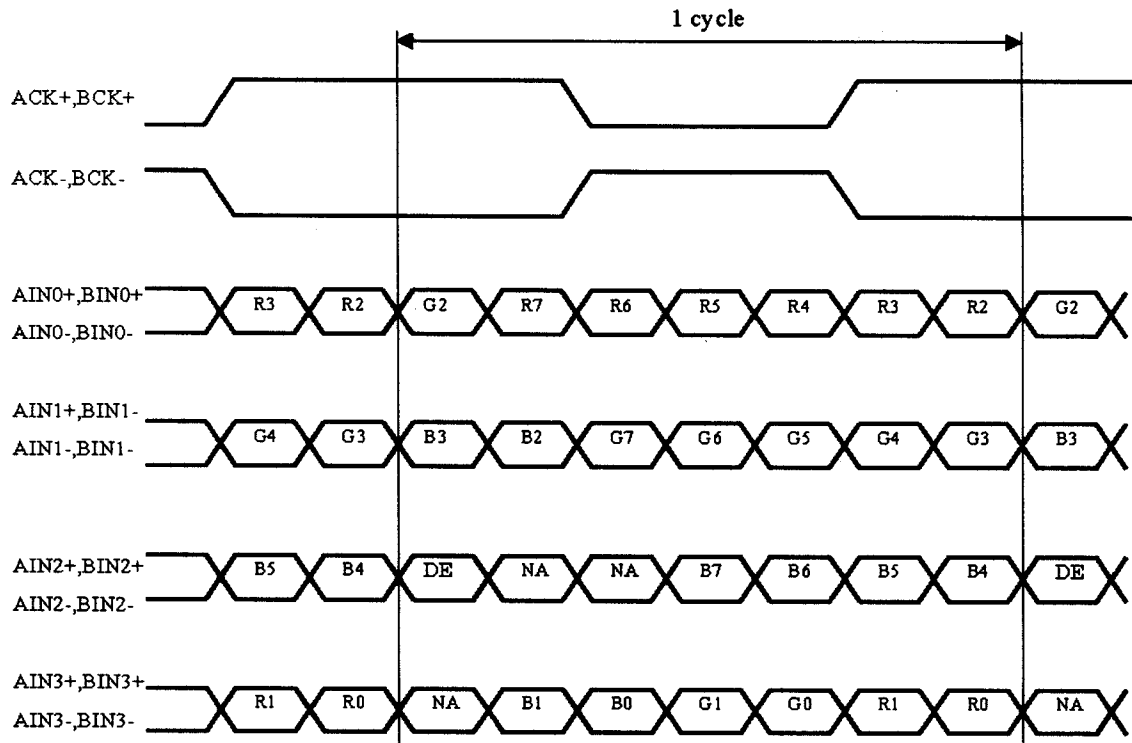 1 cycle
ACK+,BCK+
ACK-,BCK-
AIN0+,BIN0+
R3 R2 G2 R7 R6 R5 R4 R3 R2 G2
AIN0-,BIN0-
AIN1+,BIN1-
G4 G3 B3 B2 G7 G6 G5 G4 G3 B3
AIN1-,BIN1-
AIN2+,BIN2+
B5 B4 DE NA NA B7 B6 B5 B4 DE
AIN2-,BIN2-
AIN3+,BIN3+
R1 R0 NA B1 B0 G1 G0 R1 R0 NA
AIN3-,BIN3-